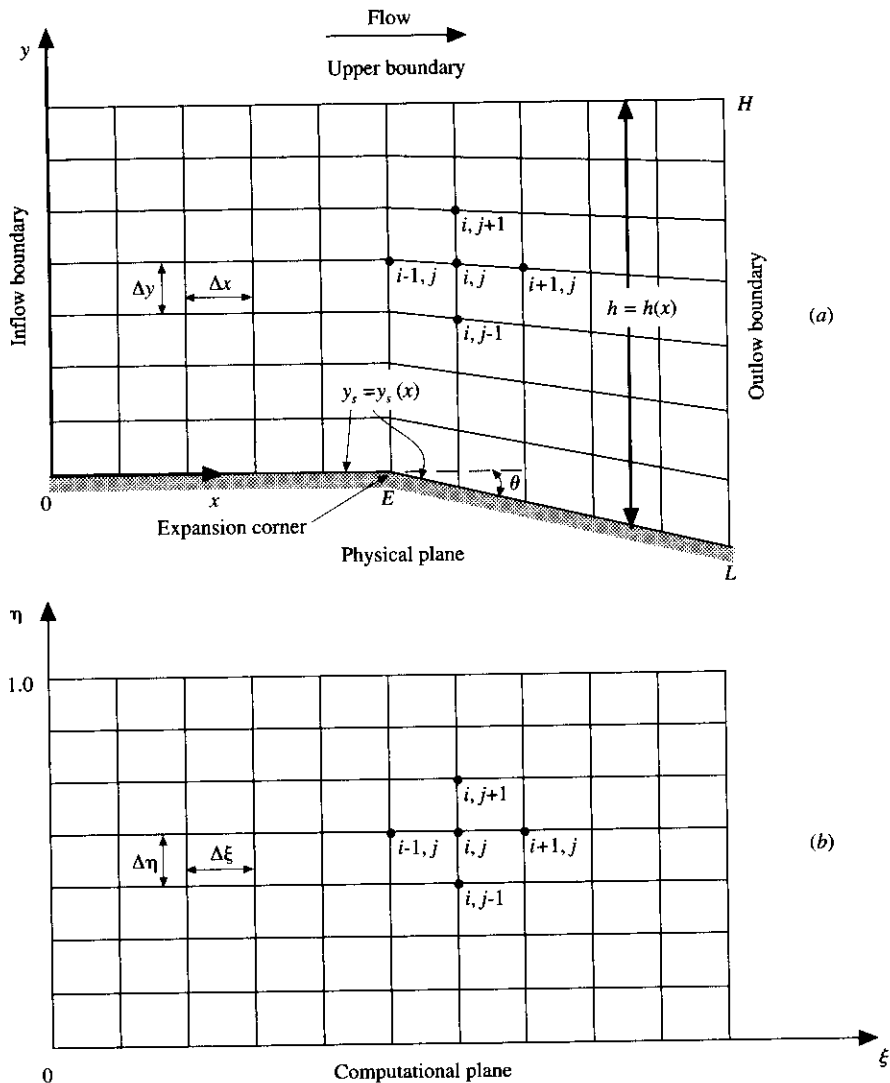 Flow
y
Upper boundary
H
i, j+1
Inflow boundary
Δy
Δx
i-1, j
i, j
i+1, j
h = h(x)
Outlow boundary
(a)
i, j-1
y_s = y_s (x)
θ
0
x
E
Expansion corner
Physical plane
L
η
1.0
i, j+1
Δη
Δξ
i-1, j
i, j
i+1, j
(b)
i, j-1
0
Computational plane
ξ